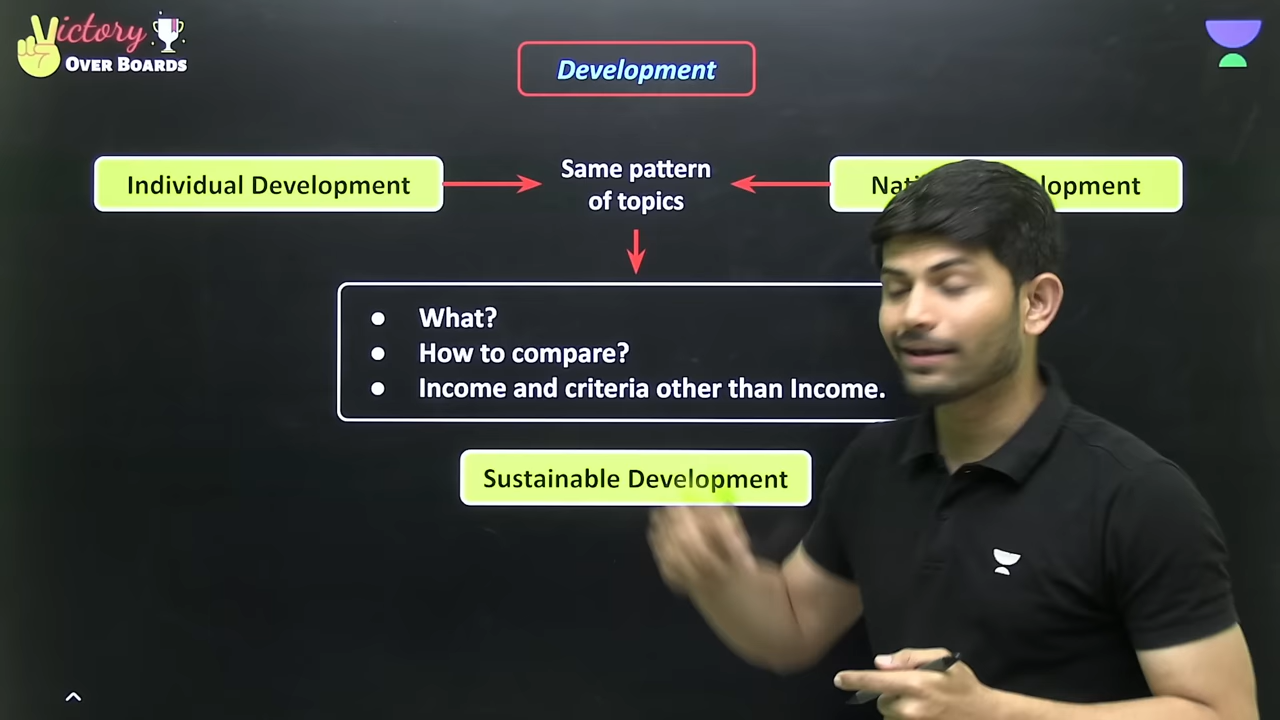 Victory
OVER BOARDS
Development
Individual Development
Same pattern
of topics
lopment
What?
How to compare?
Income and criteria other than Income.
Sustainable Development